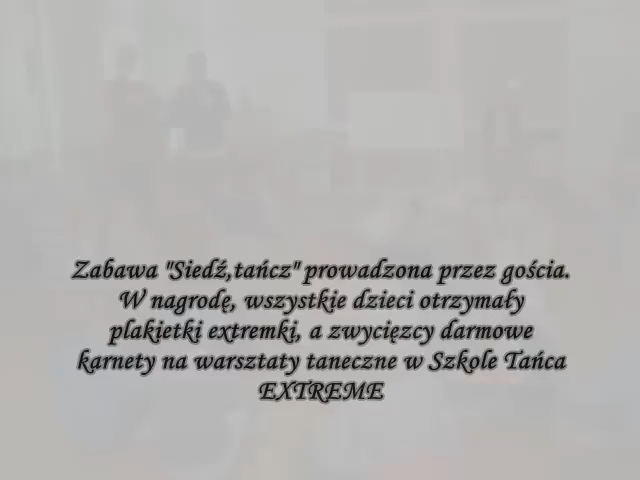 Zabawa "Siedź,tańcz" prowadzona przez gościa.
W nagrodę, wszystkie dzieci otrzymały
plakietki extremki, a zwycięzcy darmowe
karnety na warsztaty taneczne w Szkole Tańca
EXTREME